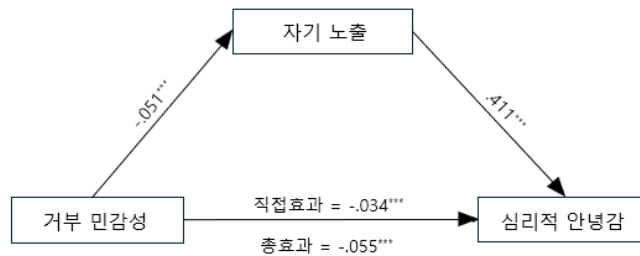 자기 노출
-.051***
.411***
거부 민감성
직접효과 = -.034***
총효과 = -.055***
심리적 안녕감